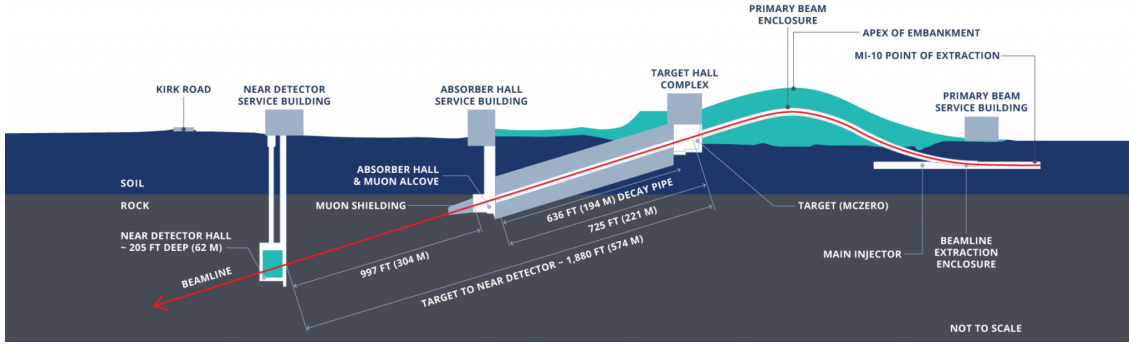 PRIMARY BEAM
ENCLOSURE
APEX OF EMBANKMENT
MI-10 POINT OF EXTRACTION
TARGET HALL
COMPLEX
KIRK ROAD
NEAR DETECTOR
SERVICE BUILDING
ABSORBER HALL
SERVICE BUILDING
PRIMARY BEAM
SERVICE BUILDING
ABSORBER HALL
& MUON ALCOVE
SOIL
ROCK
MUON SHIELDING
636 FT (194 M) DECAY PIPE
725 FT (221 M)
TARGET (MCZERO)
NEAR DETECTOR HALL
~ 205 FT DEEP (62 M)
BEAMLINE
997 FT (304 M)
TARGET TO NEAR DETECTOR ~ 1,880 FT (574 M)
MAIN INJECTOR
BEAMLINE
EXTRACTION
ENCLOSURE
NOT TO SCALE